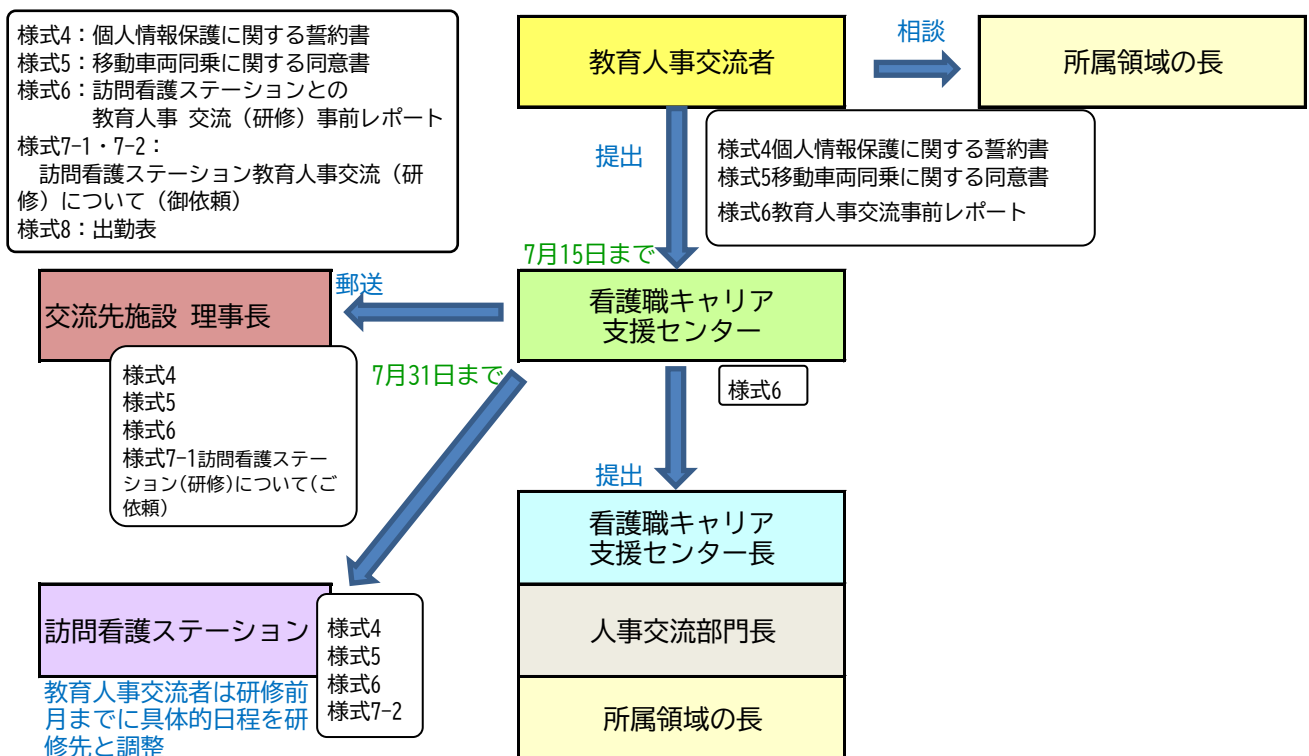 様式4：個人情報保護に関する誓約書
様式5：移動車両同乗に関する同意書
様式6：訪問看護ステーションとの
教育人事 交流（研修）事前レポート
様式7-1・7-2：
訪問看護ステーション教育人事交流（研
修）について（御依頼）
様式8：出勤表
教育人事交流者
相談
所属領域の長
提出
様式4個人情報保護に関する誓約書
様式5移動車両同乗に関する同意書
様式6教育人事交流事前レポート
7月15日まで
看護職キャリア
支援センター
郵送
交流先施設 理事長
様式4
様式5
様式6
様式7-1訪問看護ステー
ション(研修)について(ご
依頼)
7月31日まで
様式6
提出
看護職キャリア
支援センター長
人事交流部門長
所属領域の長
訪問看護ステーション
様式4
様式5
様式6
様式7-2
教育人事交流者は研修前
月までに具体的日程を研
修先と調整